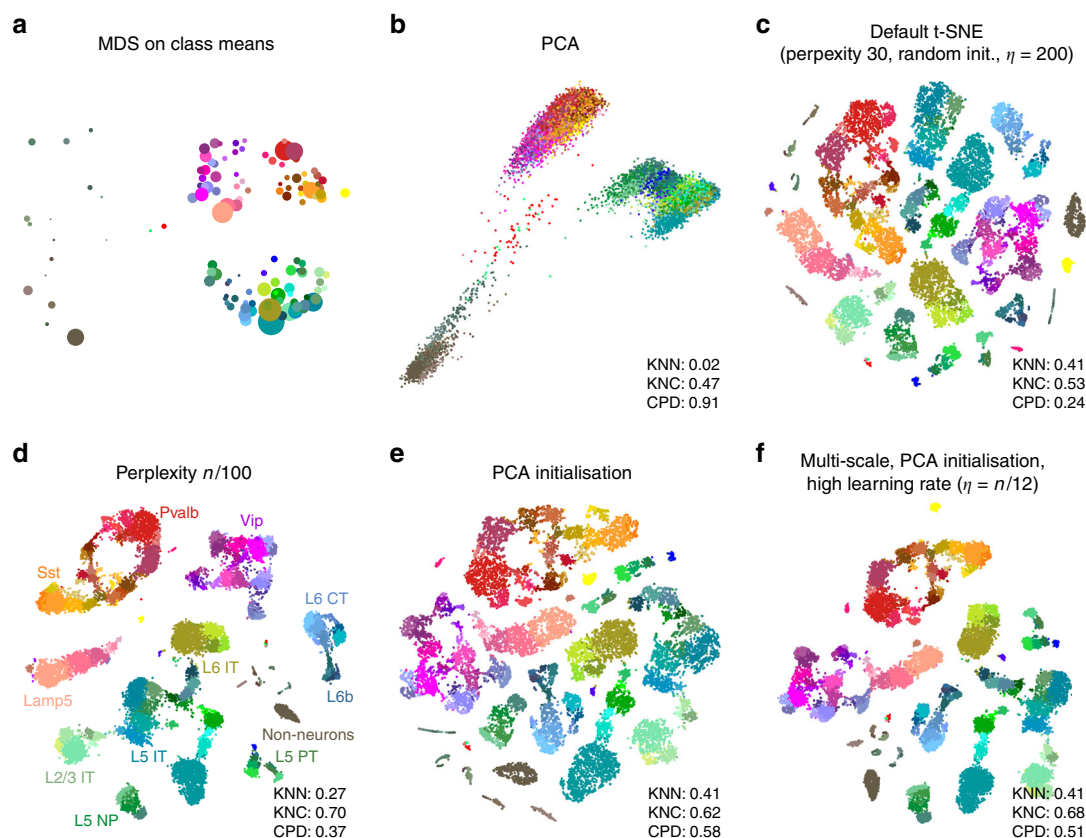 a
MDS on class means
b
PCA
KNN: 0.02
KNC: 0.47
CPD: 0.91
c
Default t-SNE
(perpexity 30, random init., η = 200)
KNN: 0.41
KNC: 0.53
CPD: 0.24
d
Perplexity n/100
Pvalb
Vip
Sst
L6 CT
L6 IT
Lamp5
L6b
Non-neurons
L5 IT
L5 PT
L2/3 IT
L5 NP
KNN: 0.27
KNC: 0.70
CPD: 0.37
e
PCA initialisation
KNN: 0.41
KNC: 0.62
CPD: 0.58
f
Multi-scale, PCA initialisation,
high learning rate (η = n/12)
KNN: 0.41
KNC: 0.68
CPD: 0.51